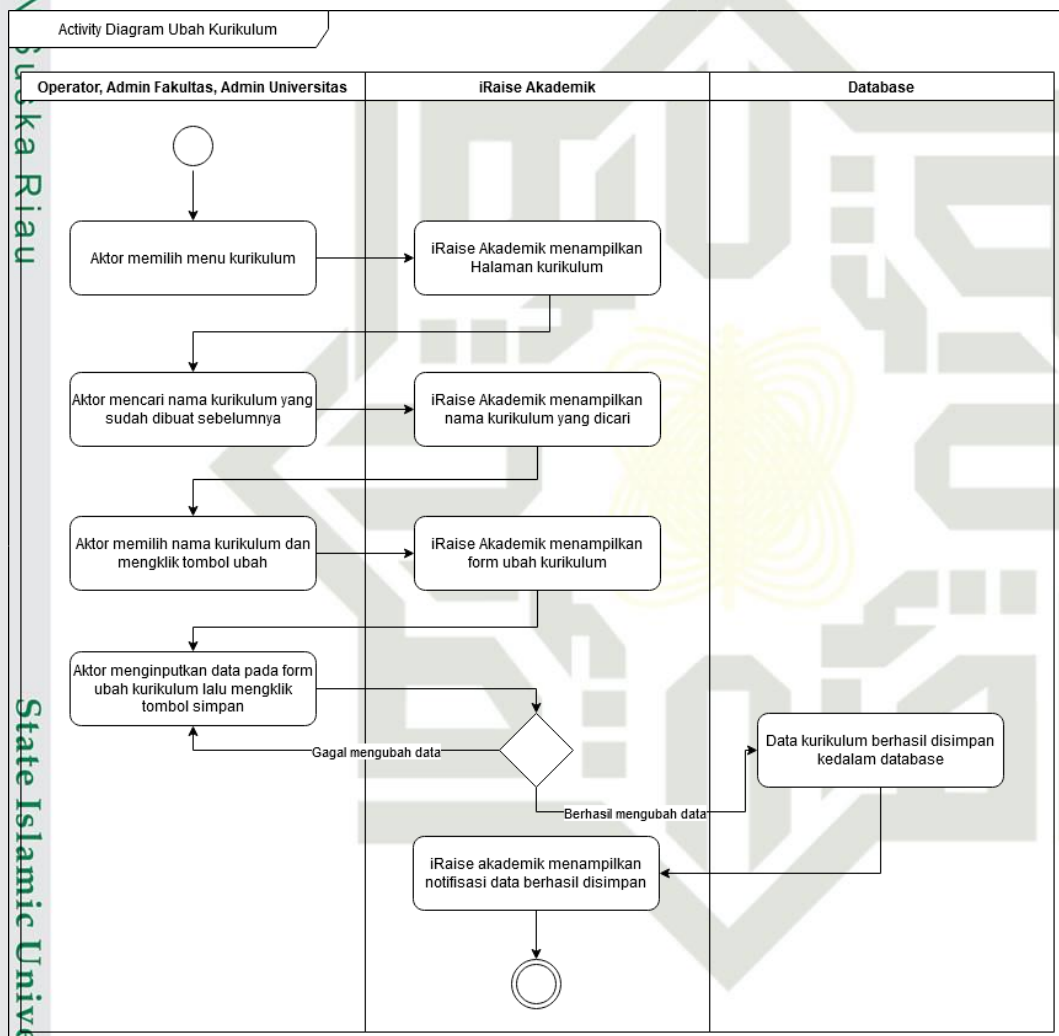 Activity Diagram Ubah Kurikulum
Operator, Admin Fakultas, Admin Universitas
iRaise Akademik
Database
Aktor memilih menu kurikulum
iRaise Akademik menampilkan
Halaman kurikulum
Aktor mencari nama kurikulum yang
sudah dibuat sebelumnya
iRaise Akademik menampilkan
nama kurikulum yang dicari
Aktor memilih nama kurikulum dan
mengklik tombol ubah
iRaise Akademik menampilkan
form ubah kurikulum
Aktor menginputkan data pada form
ubah kurikulum lalu mengklik
tombol simpan
Gagal mengubah data
Berhasil mengubah data
Data kurikulum berhasil disimpan
kedalam database
iRaise akademik menampilkan
notifisasi data berhasil disimpan
Suska Riau
State Islamic